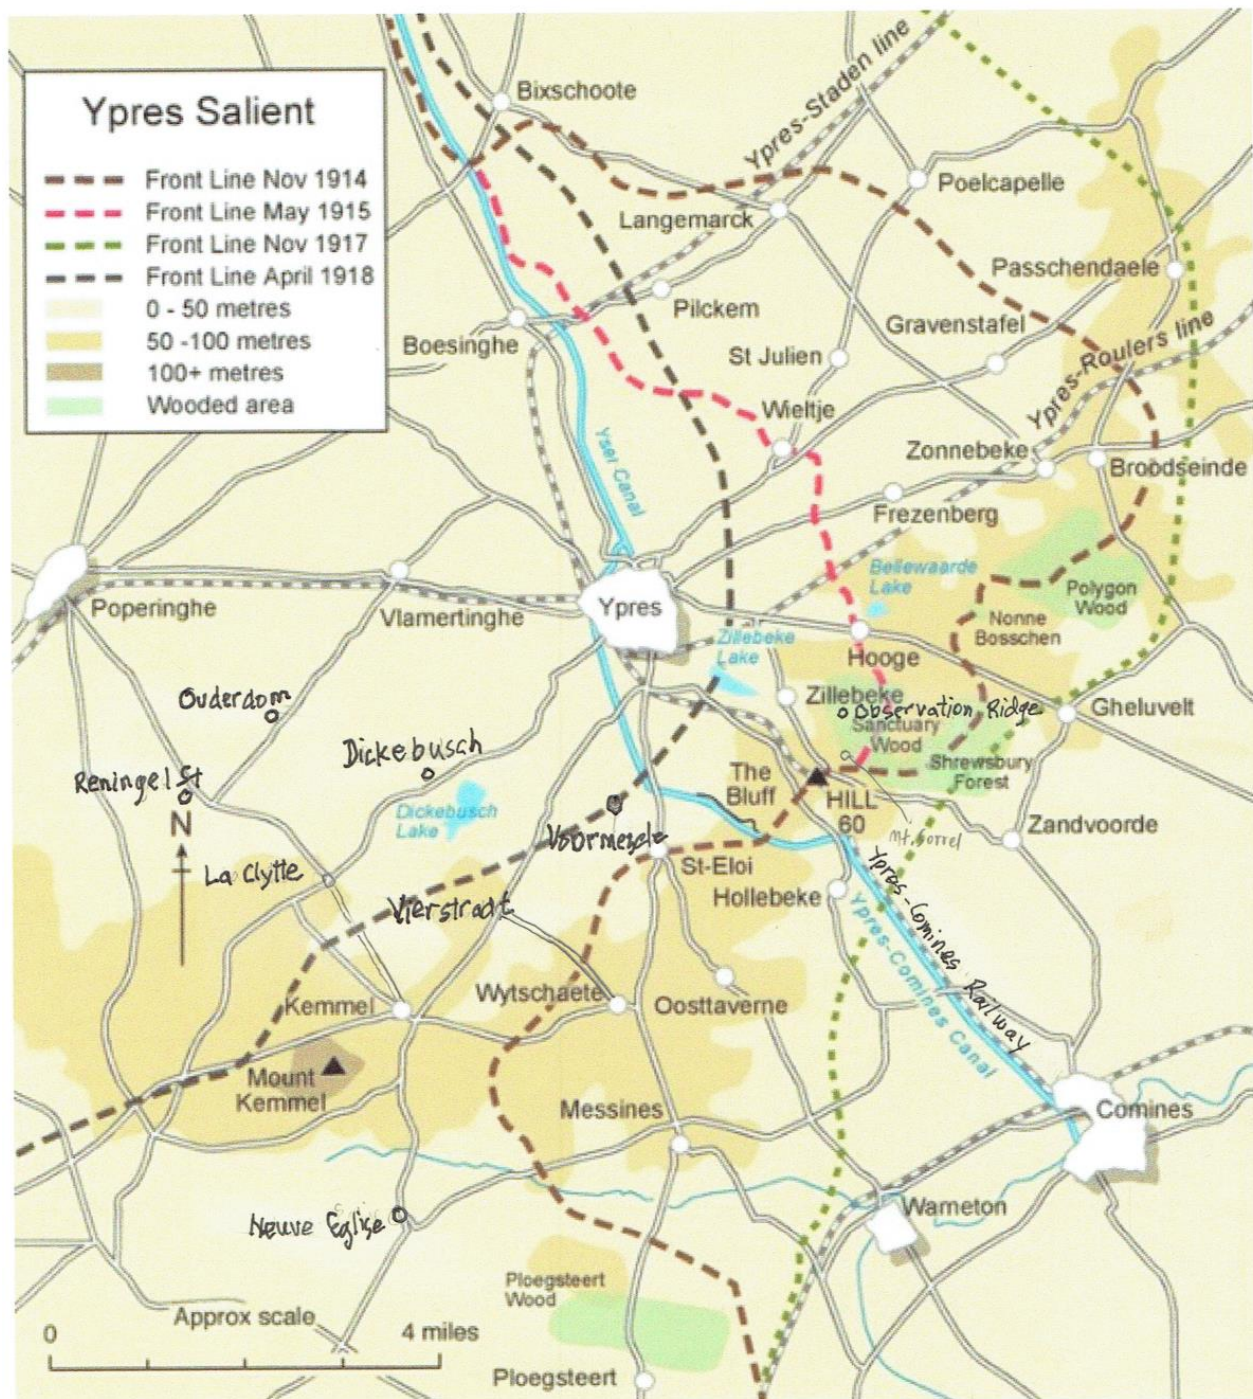 Ypres Salient
Front Line Nov 1914
Front Line May 1915
Front Line Nov 1917
Front Line April 1918
0 - 50 metres
50 -100 metres
100+ metres
Wooded area
Bixschoote
Ypres-Staden line
Poelcapelle
Langemarck
Passchendaele
Pilckem
Gravenstafel
Boesinghe
St Julien
Ypres-Roulers line
Wieltje
Yser Canal
Zonnebeke
Broodseinde
Frezenberg
Bellewaarde
Lake
Polygon
Wood
Poperinghe
Vlamertinghe
Ypres
Nonne
Bosschen
Zillebeke
Lake
Hooge
Ouderdom
Zillebeke
Observation Ridge
Gheluvelt
Sanctuary
Wood
Dickebusch
Reningelst
The
Bluff
Shrewsbury
Forest
N
Dickebusch
Lake
HILL
60
Mt. Sorrel
Zandvoorde
Voormezele
St-Eloi
La Clytte
Hollebeke
Vierstradt
Ypres-Comines Railway
Ypres-Comines Canal
Kemmel
Wytschaete
Oosttaverne
Mount
Kemmel
Messines
Comines
Neuve Eglise
Warneton
Ploegsteert
Wood
Approx scale
0
4 miles
Ploegsteert